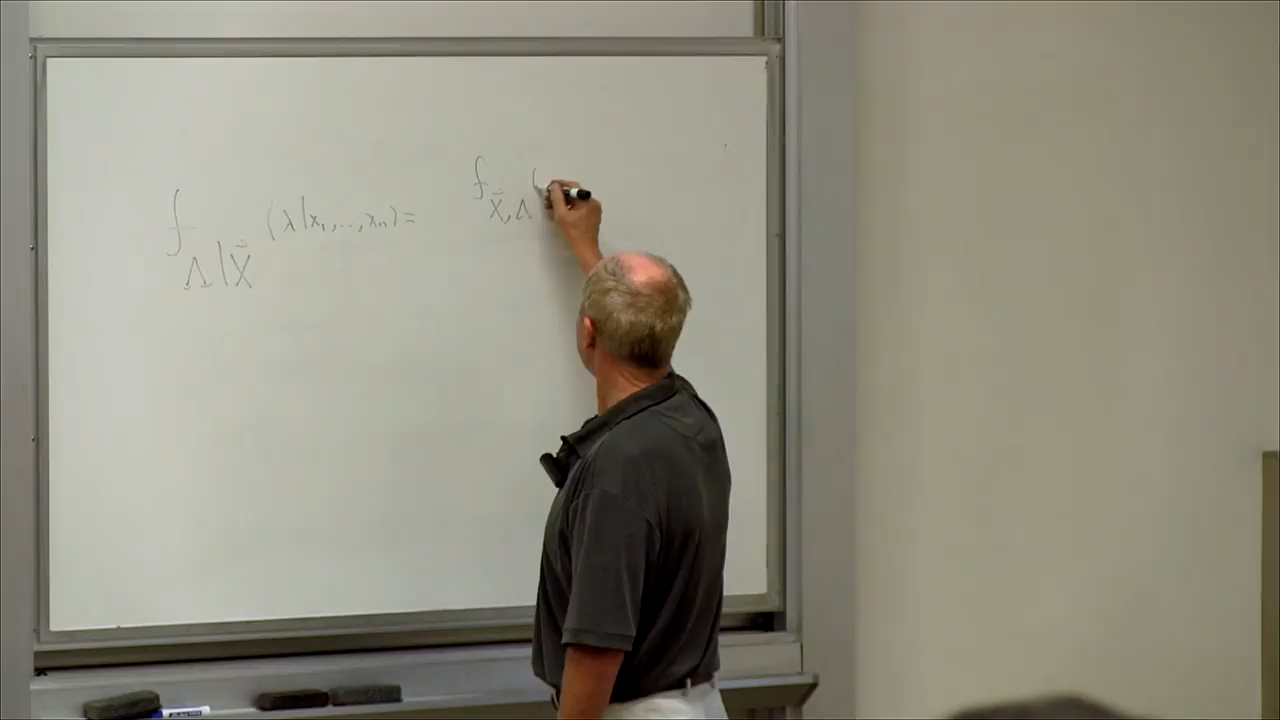 f_{Λ|X⃗} (λ|x₁,...,xₙ) = f_{X⃗,Λ} (